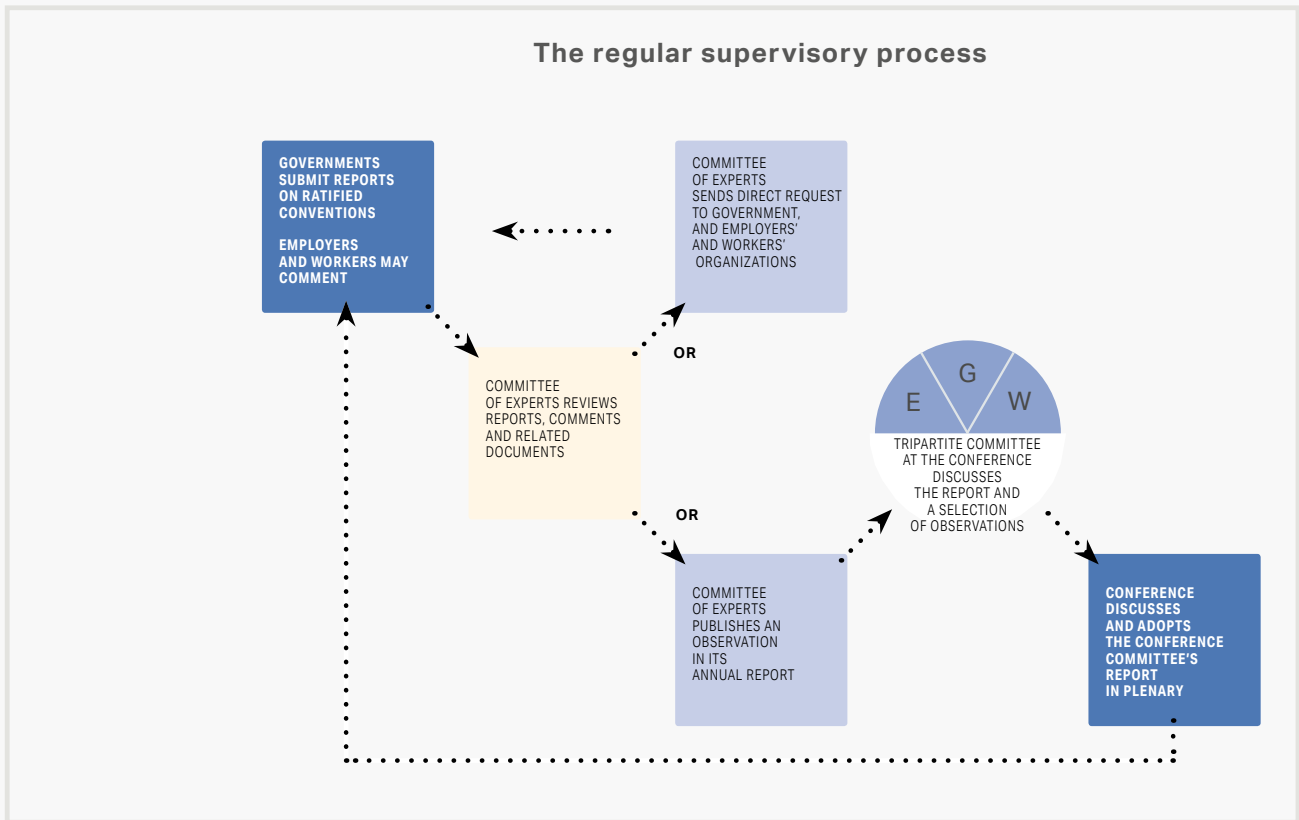 The regular supervisory process
GOVERNMENTS
SUBMIT REPORTS
ON RATIFIED
CONVENTIONS
EMPLOYERS
AND WORKERS MAY
COMMENT
COMMITTEE
OF EXPERTS
SENDS DIRECT REQUEST
TO GOVERNMENT,
AND EMPLOYERS’
AND WORKERS’
ORGANIZATIONS
OR
COMMITTEE
OF EXPERTS REVIEWS
REPORTS, COMMENTS
AND RELATED
DOCUMENTS
OR
E
G
W
TRIPARTITE COMMITTEE
AT THE CONFERENCE
DISCUSSES
THE REPORT AND
A SELECTION
OF OBSERVATIONS
COMMITTEE
OF EXPERTS
PUBLISHES AN
OBSERVATION
IN ITS
ANNUAL REPORT
CONFERENCE
DISCUSSES
AND ADOPTS
THE CONFERENCE
COMMITTEE’S
REPORT
IN PLENARY